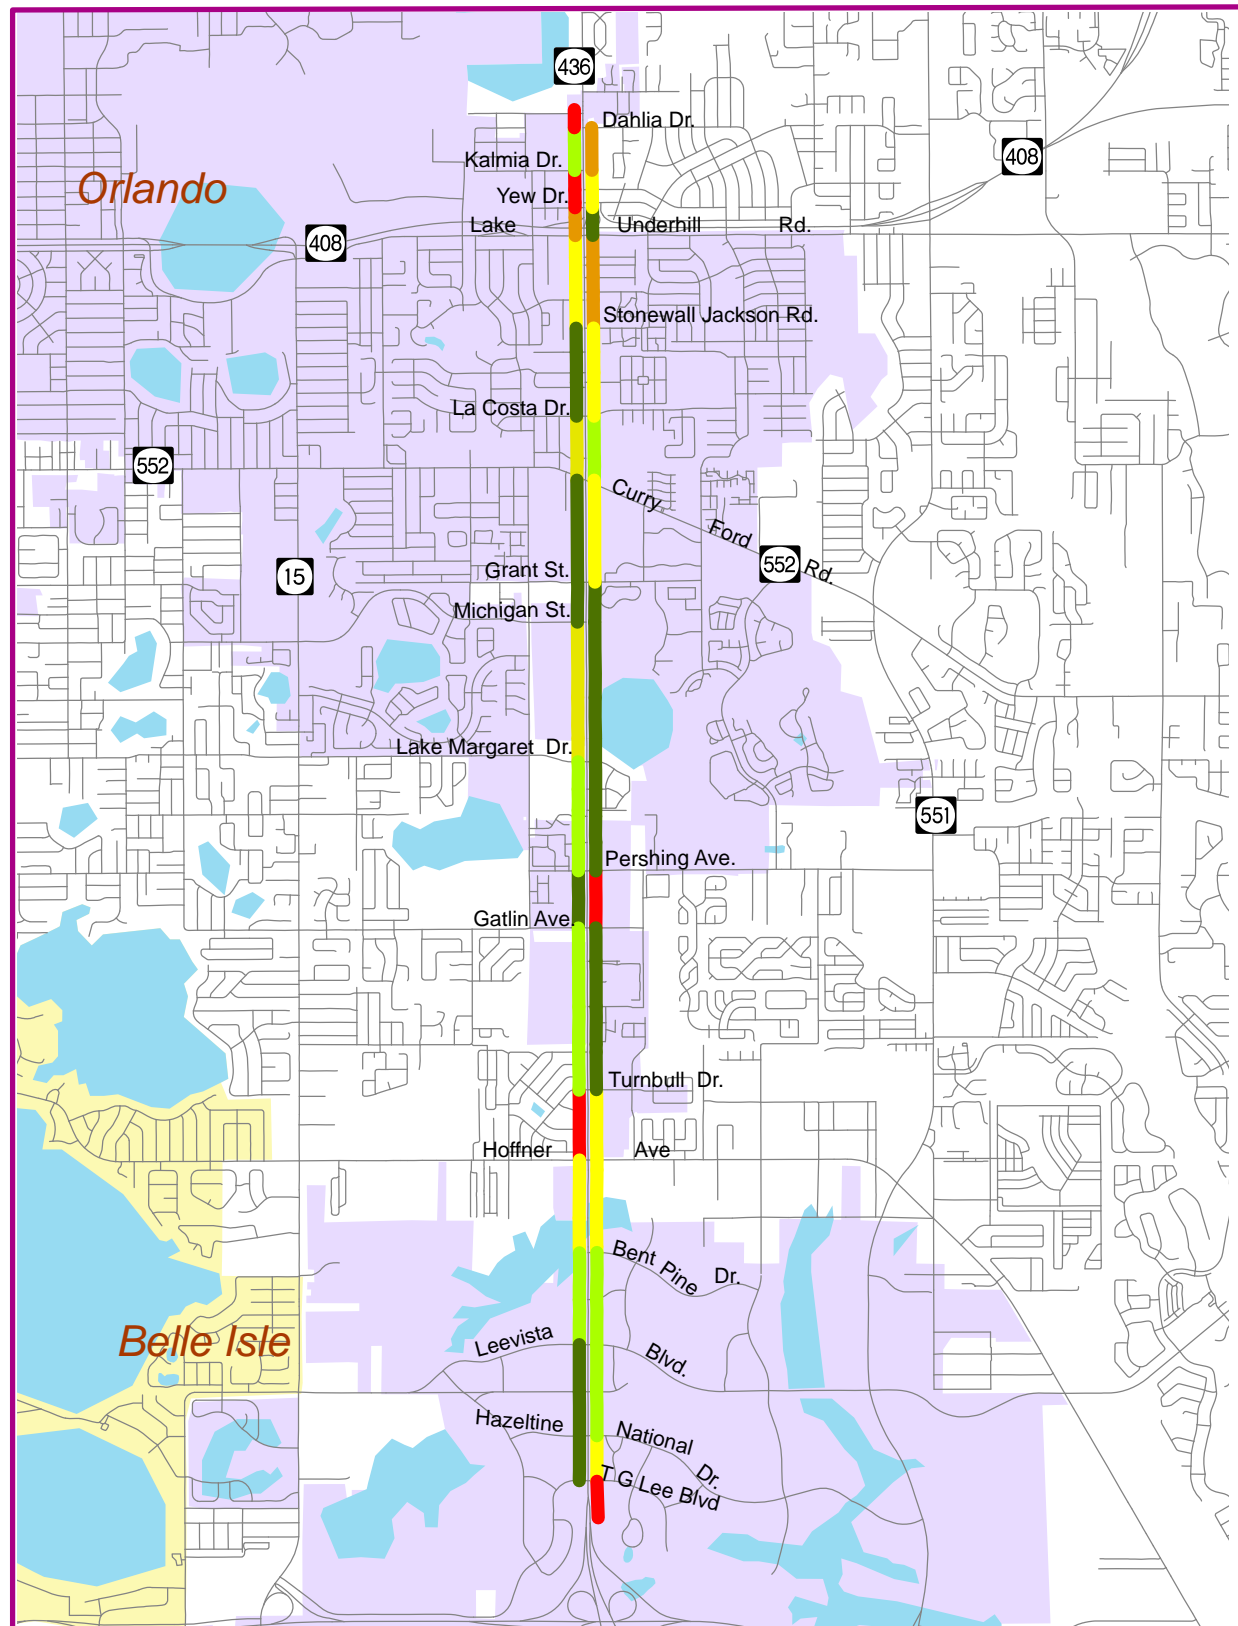 436
Dahlia Dr.
408
Kalmia Dr.
Orlando
Yew Dr.
Lake Underhill Rd.
408
Stonewall Jackson Rd.
La Costa Dr.
552
Curry Ford Rd.
552
15
Grant St.
Michigan St.
Lake Margaret Dr.
551
Pershing Ave.
Gatlin Ave.
Turnbull Dr.
Hoffner Ave
Bent Pine Dr.
Belle Isle
Leevista Blvd.
Hazeltine National Dr.
T G Lee Blvd